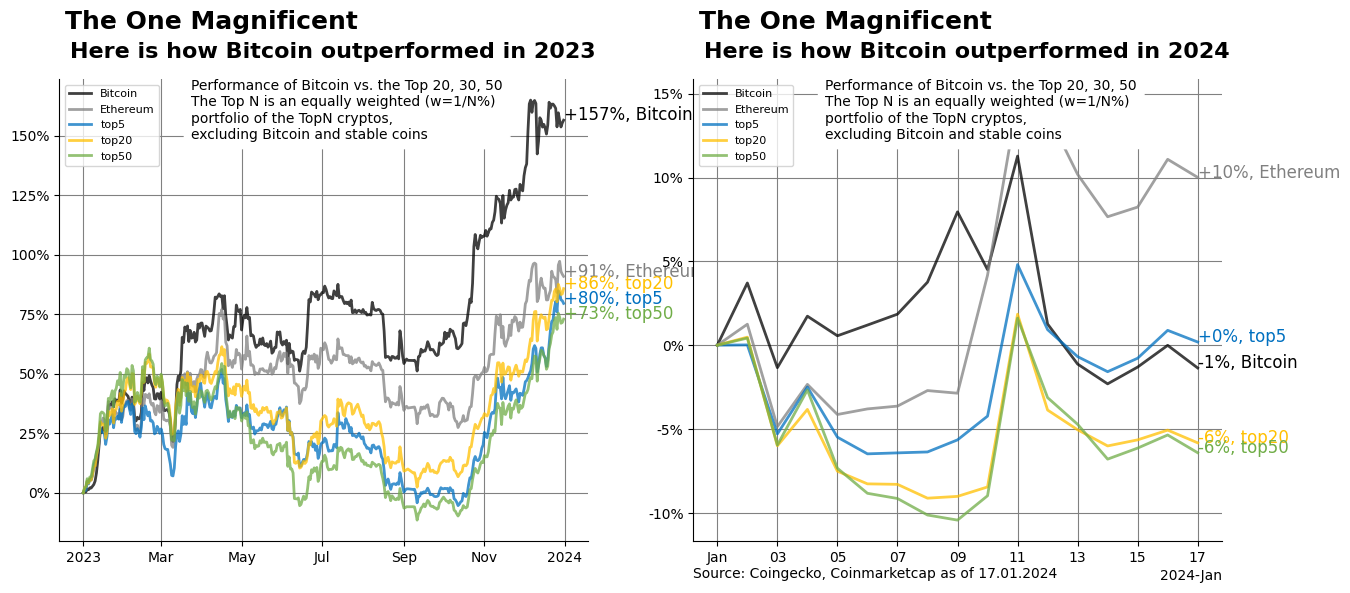 The One Magnificent
Here is how Bitcoin outperformed in 2023
Bitcoin
Ethereum
top5
top20
top50
Performance of Bitcoin vs. the Top 20, 30, 50
The Top N is an equally weighted (w=1/N%)
portfolio of the TopN cryptos,
excluding Bitcoin and stable coins
150%
125%
100%
75%
50%
25%
0%
+157%, Bitcoin
+91%, Ethereum
+86%, top20
+80%, top5
+73%, top50
2023
Mar
May
Jul
Sep
Nov
2024
The One Magnificent
Here is how Bitcoin outperformed in 2024
Bitcoin
Ethereum
top5
top20
top50
Performance of Bitcoin vs. the Top 20, 30, 50
The Top N is an equally weighted (w=1/N%)
portfolio of the TopN cryptos,
excluding Bitcoin and stable coins
15%
10%
5%
0%
-5%
-10%
+10%, Ethereum
+0%, top5
-1%, Bitcoin
-6%, top20
-6%, top50
Jan
03
05
07
09
11
13
15
17
Source: Coingecko, Coinmarketcap as of 17.01.2024
2024-Jan